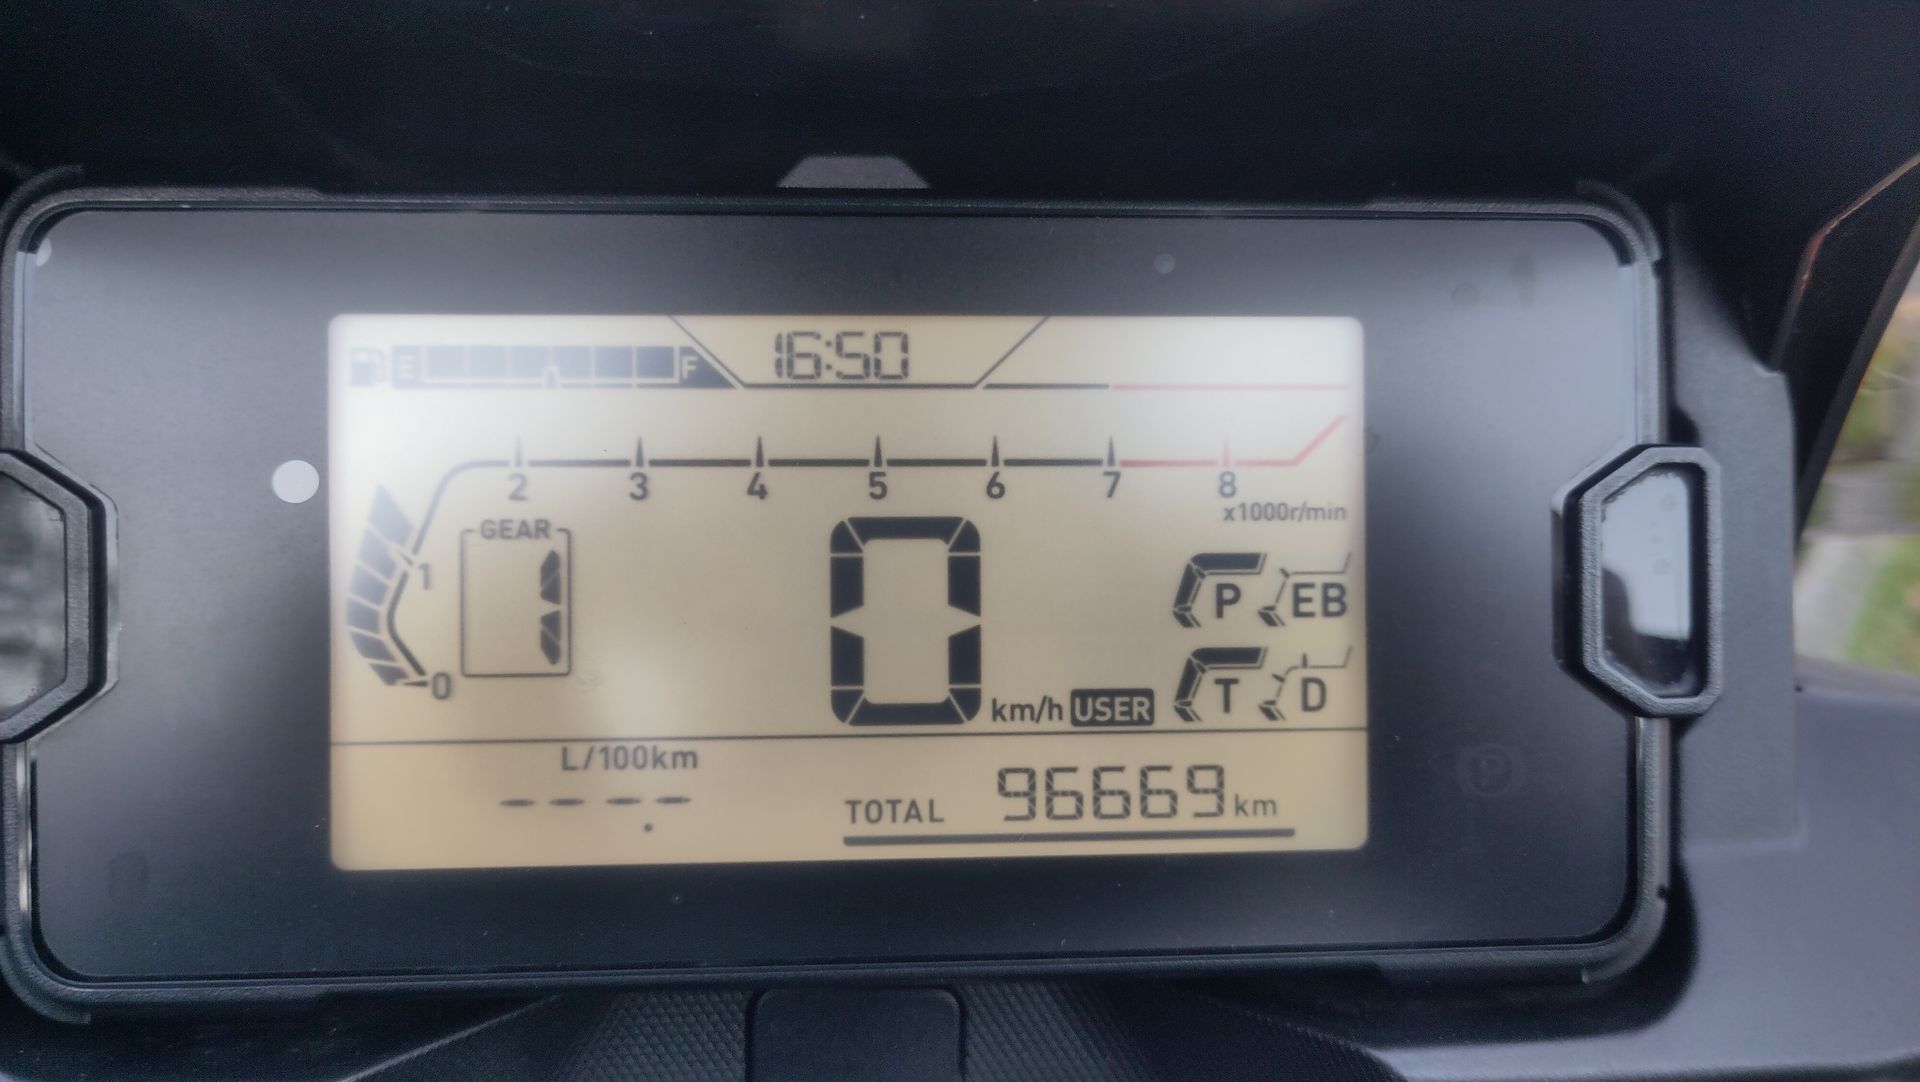 E F 16:50
2 3 4 5 6 7 8
x1000r/min
GEAR
1
1
0
0 km/h USER
P EB
T D
L/100km
----
TOTAL 96669 km
P